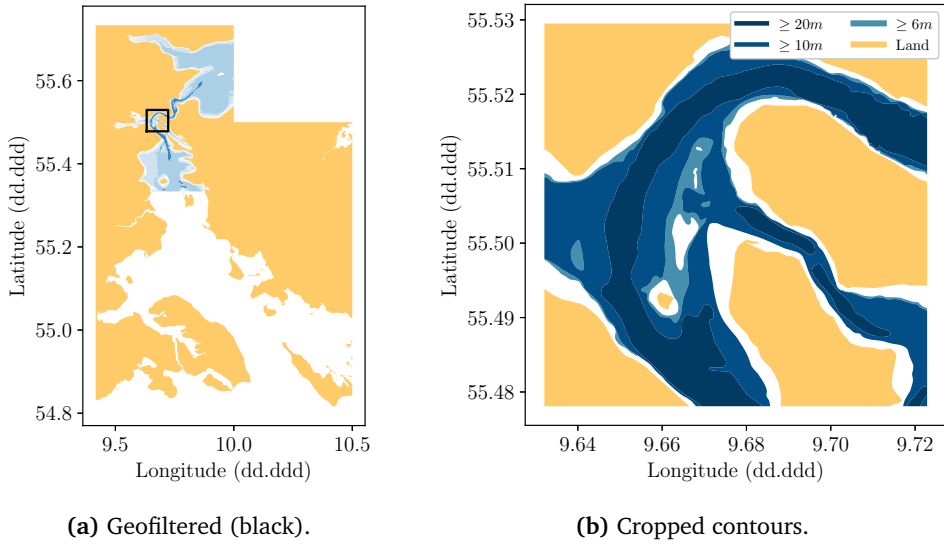 55.6
55.4
55.2
55.0
54.8
Latitude (dd.ddd)
9.5 10.0 10.5
Longitude (dd.ddd)
(a) Geofiltered (black).
≥ 20m ≥ 6m
≥ 10m Land
55.53
55.52
55.51
55.50
55.49
55.48
Latitude (dd.ddd)
9.64 9.66 9.68 9.70 9.72
Longitude (dd.ddd)
(b) Cropped contours.